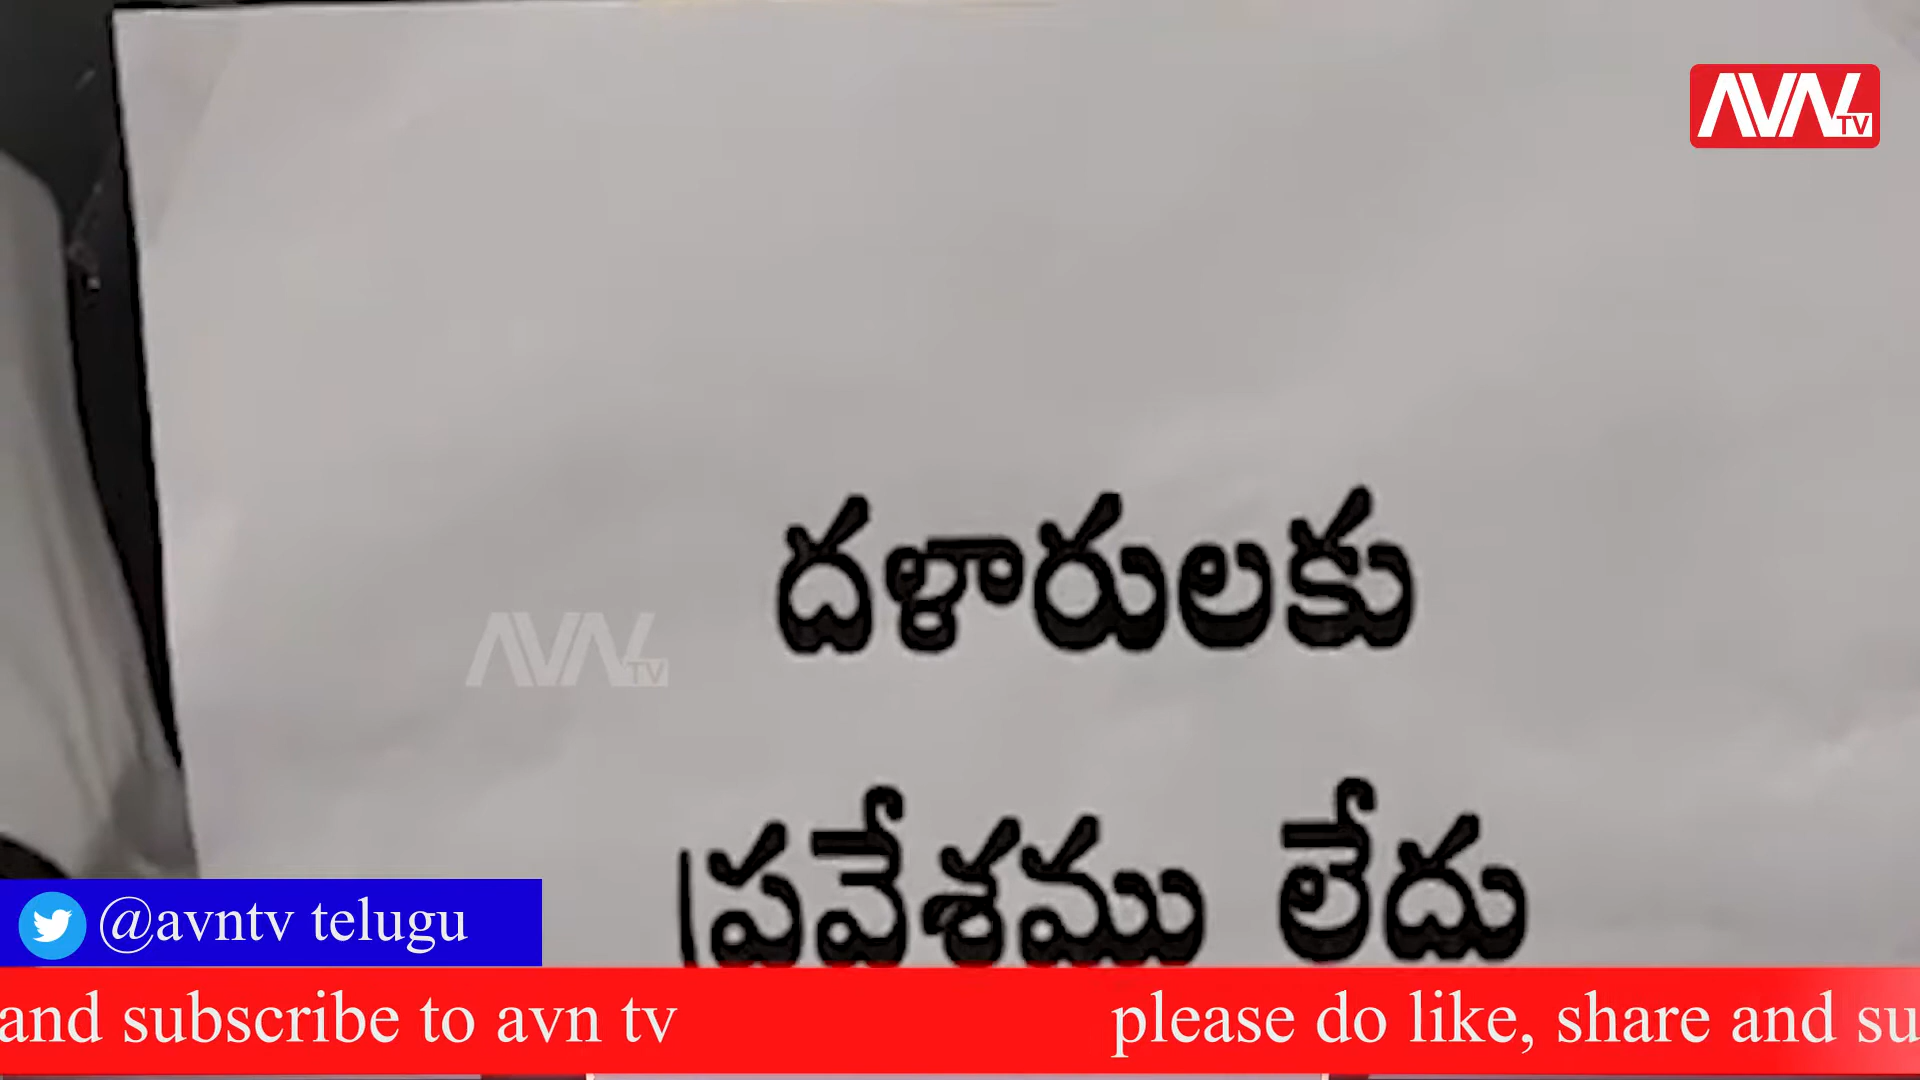 AVN TV
దళారులకు
AVN TV
ప్రవేశము లేదు
@avntv telugu
and subscribe to avn tv please do like, share and su